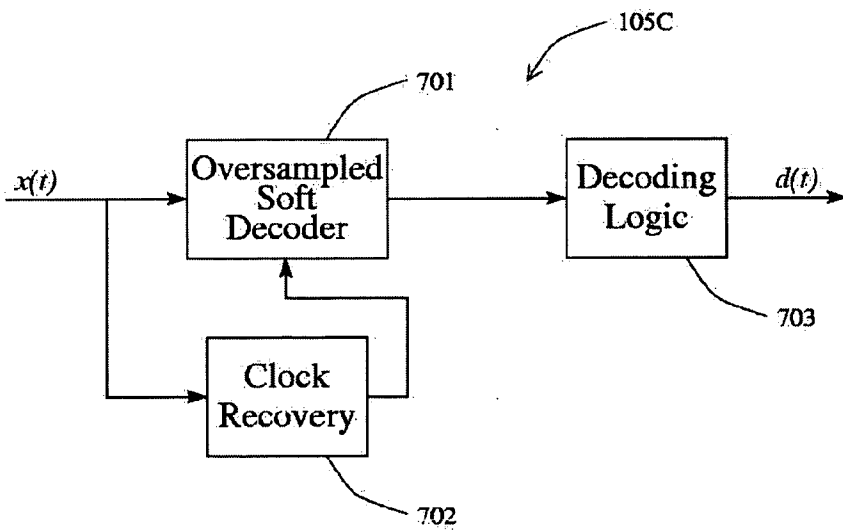 105C
701
x(t)
Oversampled
Soft
Decoder
Decoding
Logic
d(t)
703
Clock
Recovery
702